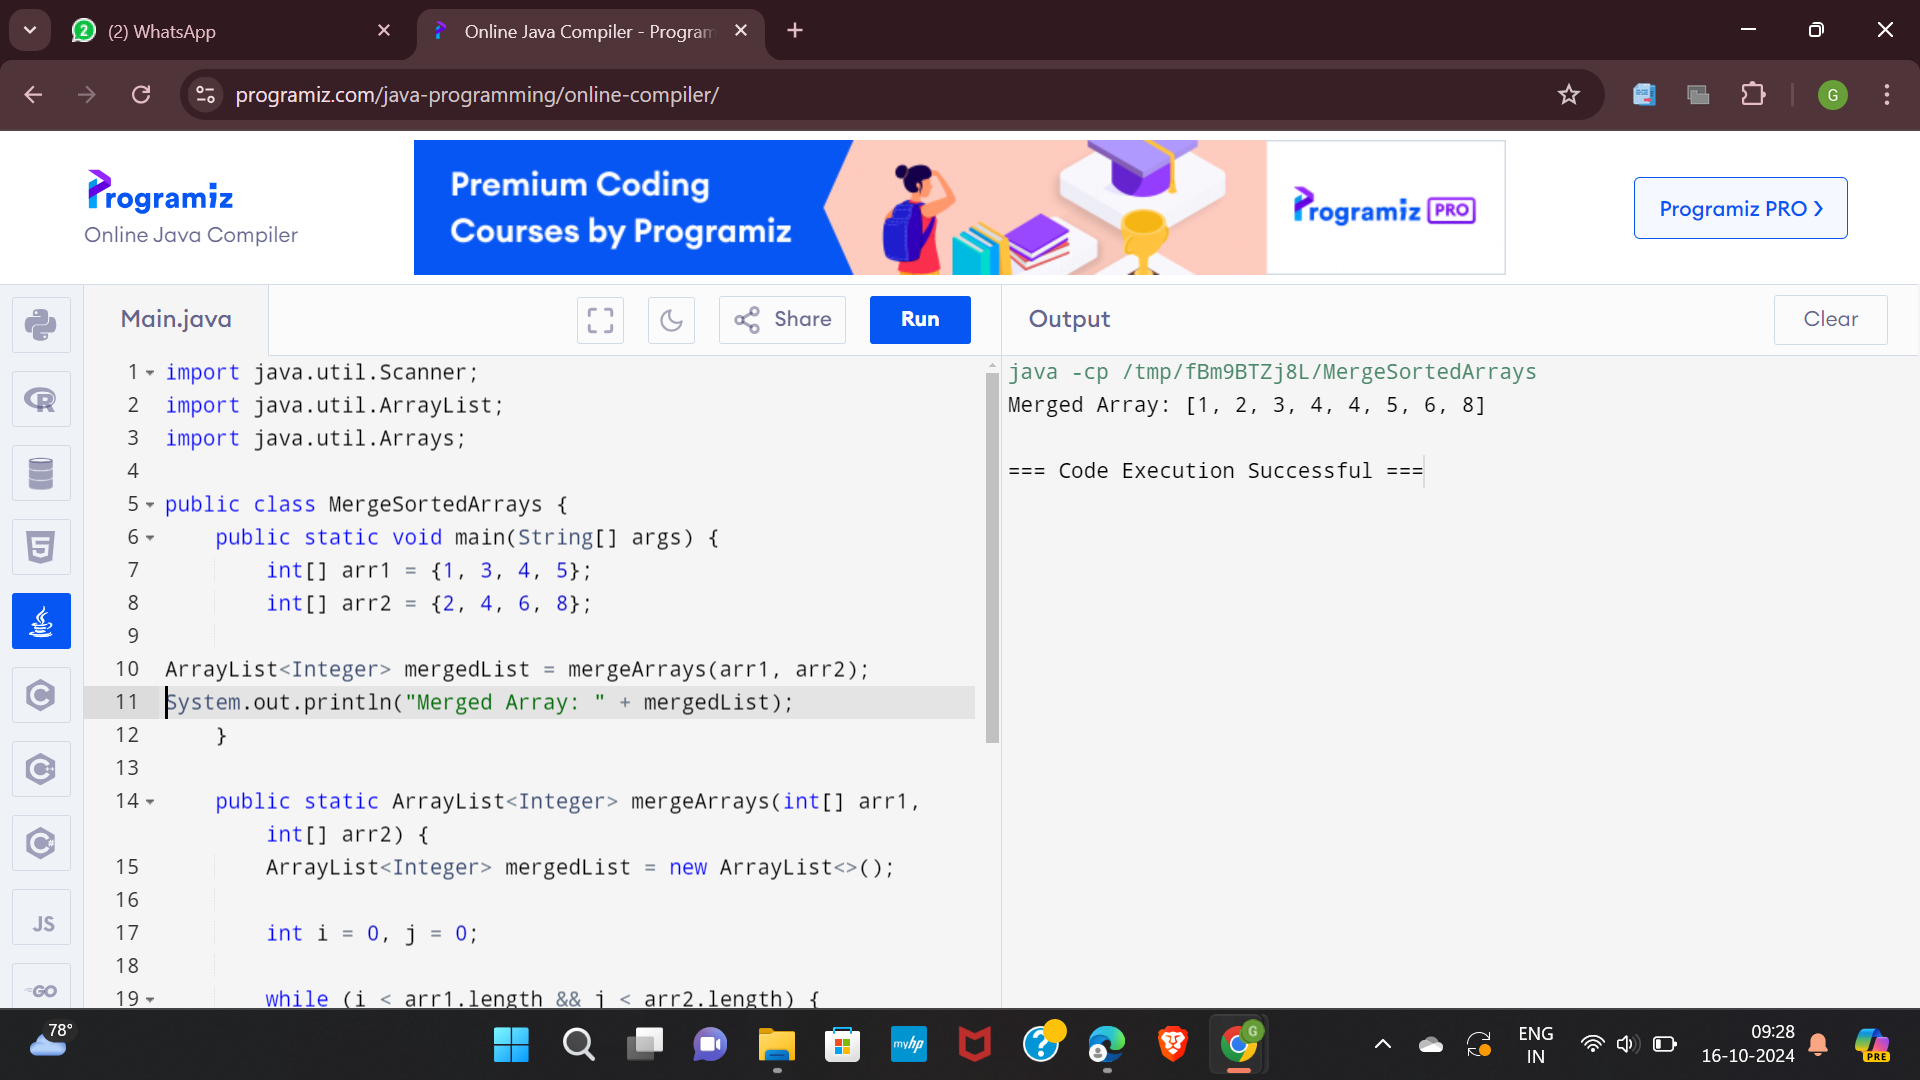 2 (2) WhatsApp
Online Java Compiler - Program
programiz.com/java-programming/online-compiler/
G
Programiz
Online Java Compiler
Premium Coding
Courses by Programiz
Programiz PRO
Programiz PRO ›
Main.java
Share
Run
Output
Clear
1 import java.util.Scanner;
2 import java.util.ArrayList;
3 import java.util.Arrays;
4
5 public class MergeSortedArrays {
6     public static void main(String[] args) {
7         int[] arr1 = {1, 3, 4, 5};
8         int[] arr2 = {2, 4, 6, 8};
9
10 ArrayList<Integer> mergedList = mergeArrays(arr1, arr2);
11 System.out.println("Merged Array: " + mergedList);
12     }
13
14     public static ArrayList<Integer> mergeArrays(int[] arr1,
        int[] arr2) {
15         ArrayList<Integer> mergedList = new ArrayList<>();
16
17         int i = 0, j = 0;
18
19         while (i < arr1.length && j < arr2.length) {
java -cp /tmp/fBm9BTZj8L/MergeSortedArrays
Merged Array: [1, 2, 3, 4, 4, 5, 6, 8]
=== Code Execution Successful ===
R
5
C
C
C#
JS
GO
78°
myhp
?
G
ENG
IN
09:28
16-10-2024
PRE